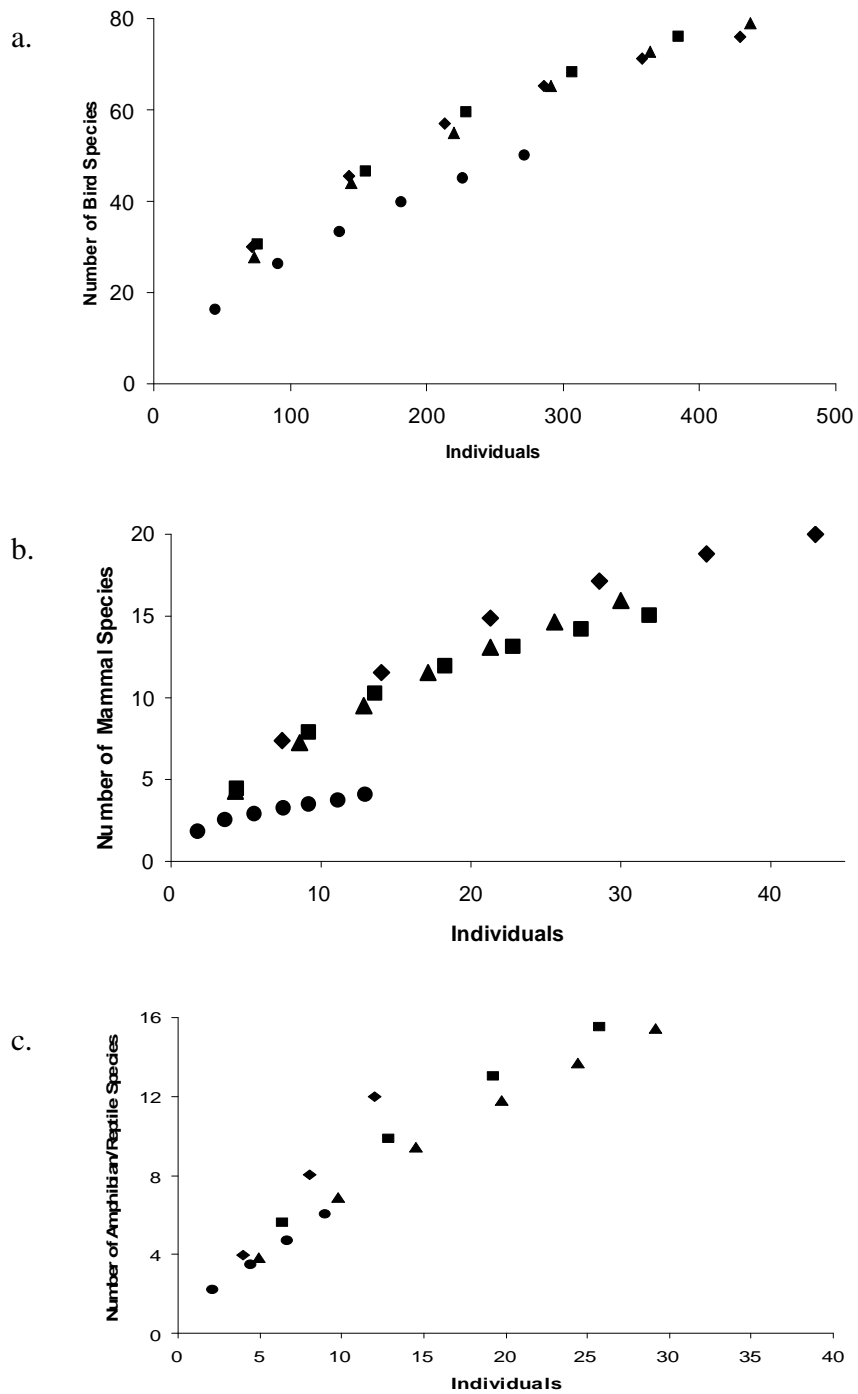 a.
80
60
40
20
0
Number of Bird Species
0 100 200 300 400 500
Individuals
b.
20
15
10
5
0
Number of Mammal Species
0 10 20 30 40
Individuals
c.
16
12
8
4
0
Number of Amphibian/Reptile Species
0 5 10 15 20 25 30 35 40
Individuals